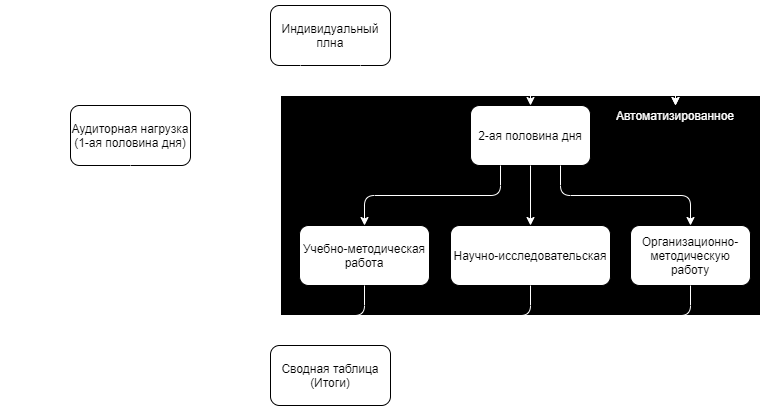 Индивидуальный
плна
Автоматизированное
Аудиторная нагрузка
(1-ая половина дня)
2-ая половина дня
Учебно-методическая
работа
Научно-исследовательская
Организационно-
методическую
работу
Сводная таблица
(Итоги)